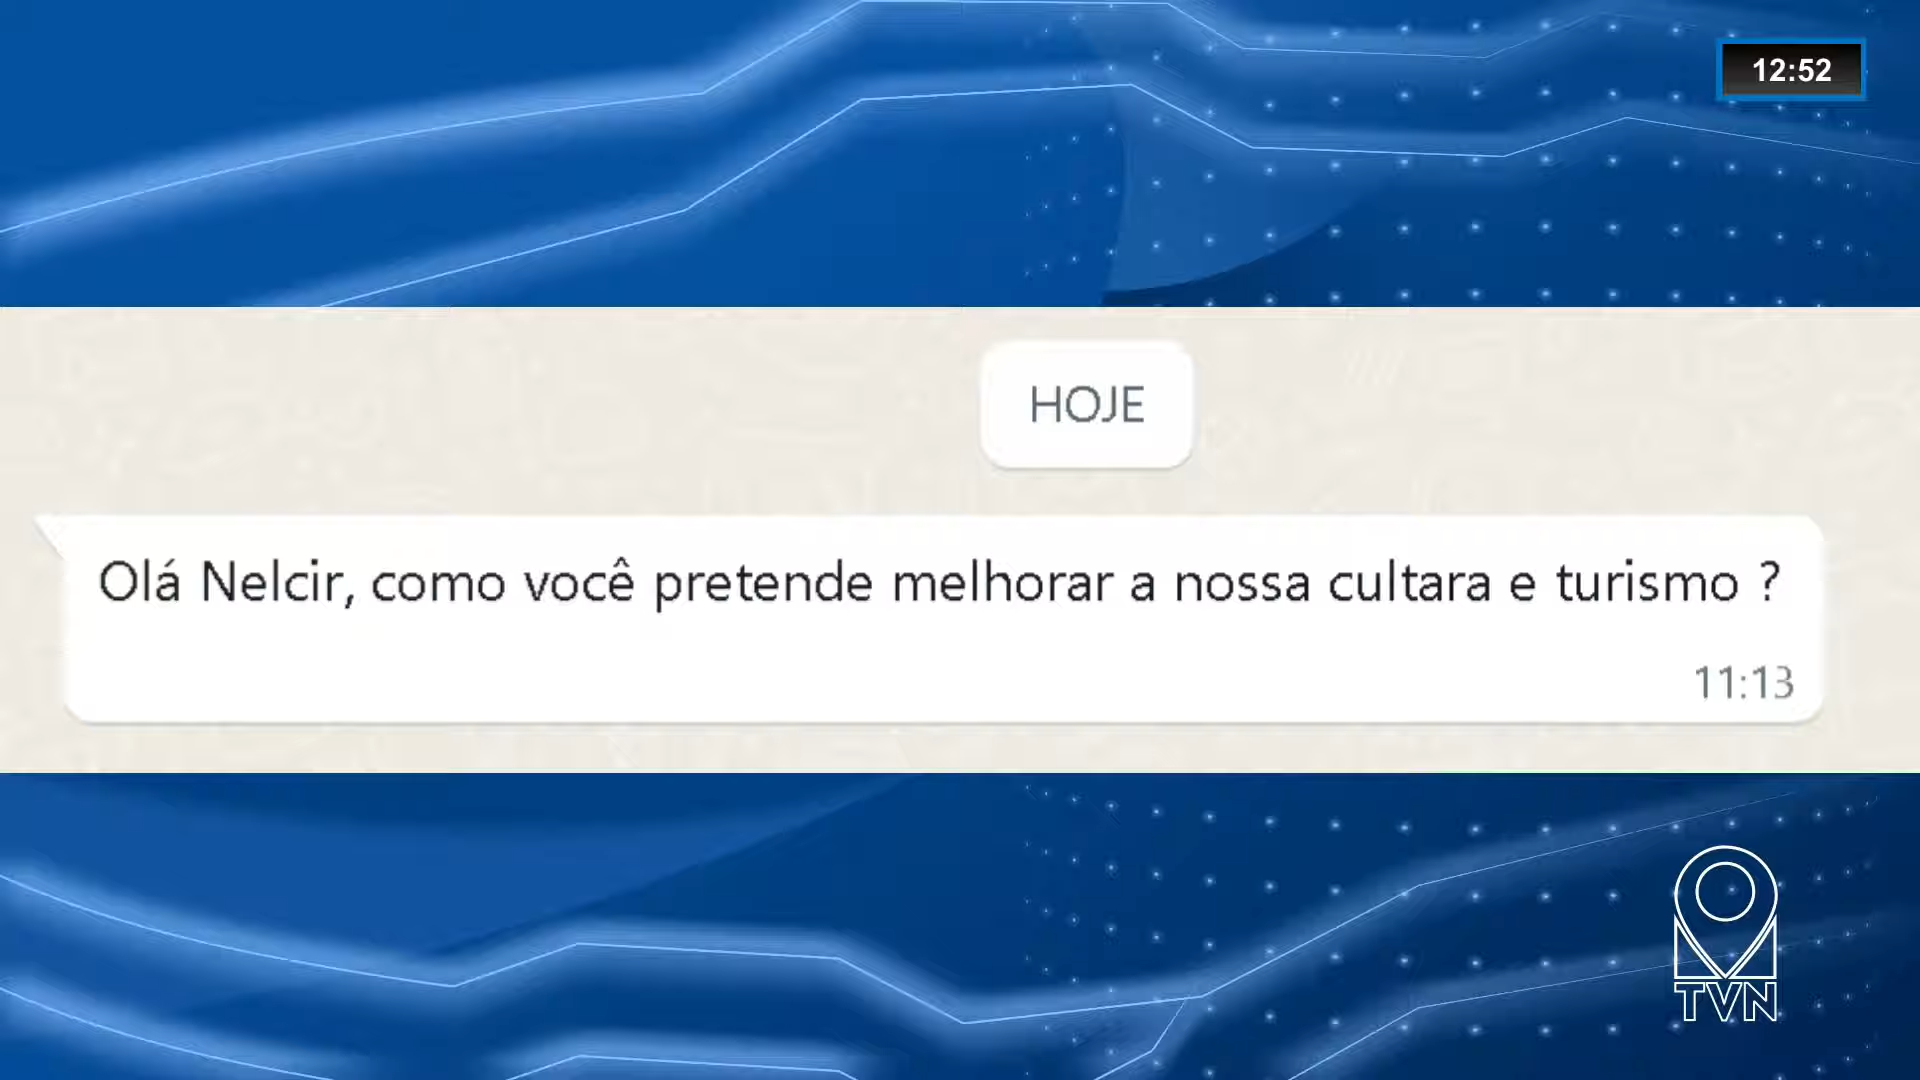 12:52
HOJE
Olá Nelcir, como você pretende melhorar a nossa cultara e turismo ?
11:13
TVN